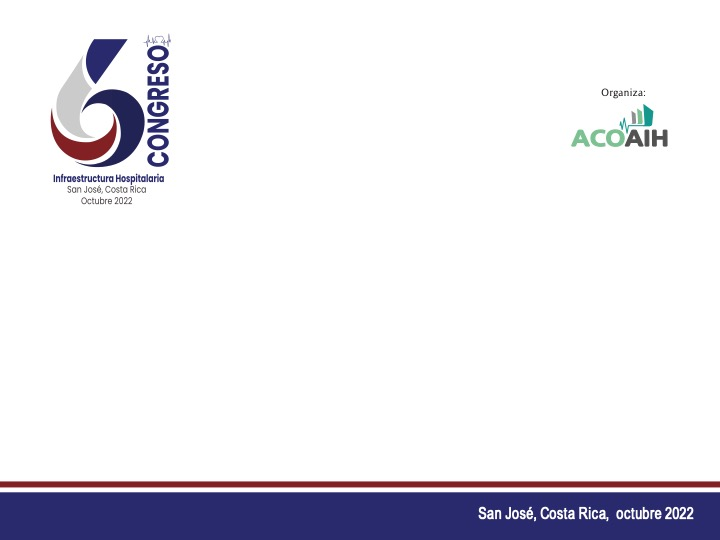 6
CONGRESO
Infraestructura Hospitalaria
San José, Costa Rica
Octubre 2022
Organiza:
ACOAIH
San José, Costa Rica, octubre 2022